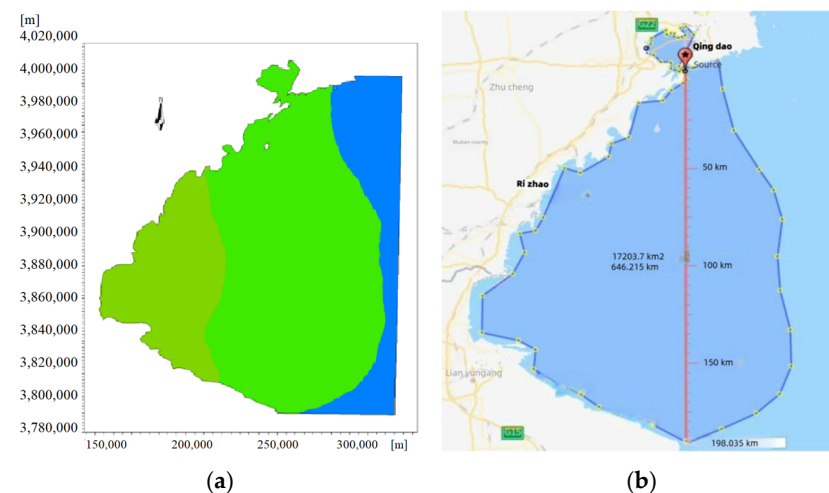 [m]
4,020,000
4,000,000
3,980,000
3,960,000
3,940,000
3,920,000
3,900,000
3,880,000
3,860,000
3,840,000
3,820,000
3,800,000
3,780,000
150,000 200,000 250,000 300,000 [m]
N
(a)
G22
Qing dao
Source
Zhu cheng
50 km
Ri zhao
17203.7 km2
646.215 km
100 km
150 km
Lian yungang
G15
198.035 km
(b)